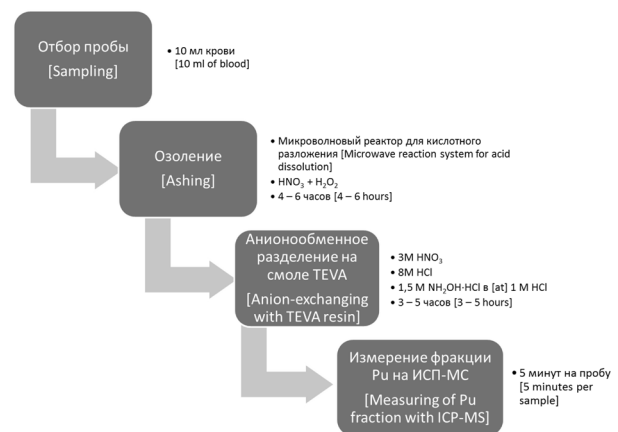 Отбор пробы
[Sampling]
• 10 мл крови
[10 ml of blood]
Озоление
[Ashing]
• Микроволновый реактор для кислотного
разложения [Microwave reaction system for acid
dissolution]
• HNO₃ + H₂O₂
• 4 – 6 часов [4 – 6 hours]
Анионообменное
разделение на
смоле TEVA
[Anion-exchanging
with TEVA resin]
• 3M HNO₃
• 8M HCl
• 1,5 M NH₂OH·HCl в [at] 1 M HCl
• 3 – 5 часов [3 – 5 hours]
Измерение фракции
Pu на ИСП-МС
[Measuring of Pu
fraction with ICP-MS]
• 5 минут на пробу
[5 minutes per
sample]